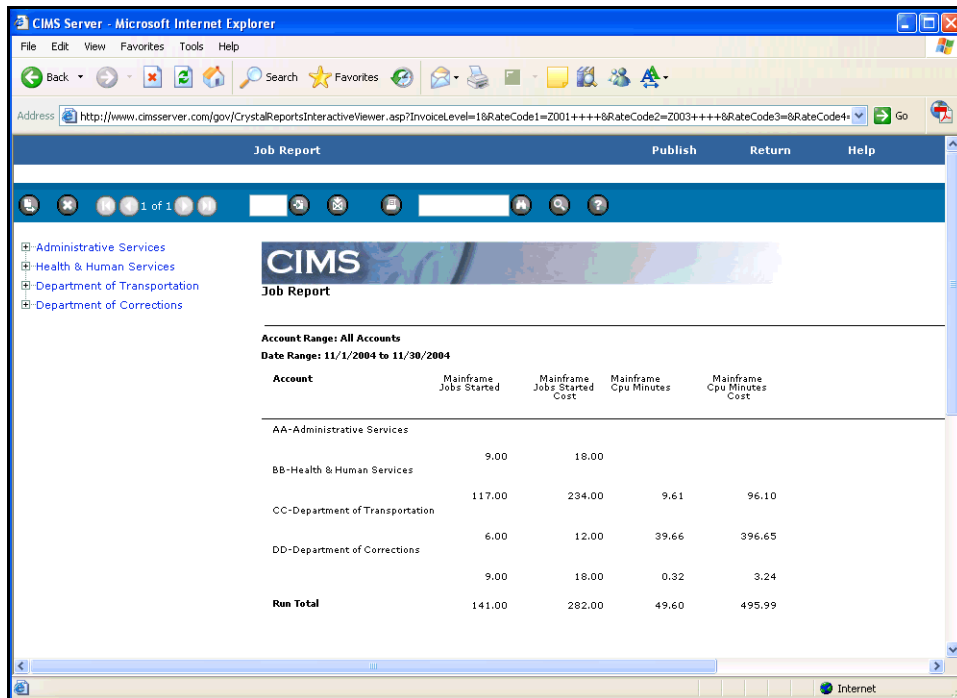 CIMS Server - Microsoft Internet Explorer
File Edit View Favorites Tools Help
Back Search Favorites
Address http://www.cimsserver.com/gov/CrystalReportsInteractiveViewer.asp?InvoiceLevel=1&RateCode1=Z001++++&RateCode2=Z003++++&RateCode3=&RateCode4= Go
Job Report Publish Return Help
1 of 1
Administrative Services
Health & Human Services
Department of Transportation
Department of Corrections
CIMS
Job Report
Account Range: All Accounts
Date Range: 11/1/2004 to 11/30/2004
Account Mainframe Jobs Started Mainframe Jobs Started Cost Mainframe Cpu Minutes Mainframe Cpu Minutes Cost
AA-Administrative Services
9.00 18.00
BB-Health & Human Services
117.00 234.00 9.61 96.10
CC-Department of Transportation
6.00 12.00 39.66 396.65
DD-Department of Corrections
9.00 18.00 0.32 3.24
Run Total 141.00 282.00 49.60 495.99
Internet